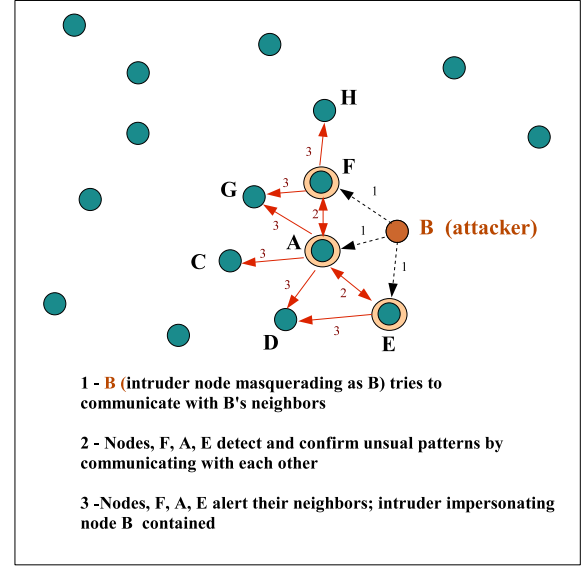 H
3
F
G
3
1
3
2
B (attacker)
1
A
C
3
1
3
2
3
D
E
1 - B (intruder node masquerading as B) tries to
communicate with B's neighbors
2 - Nodes, F, A, E detect and confirm unsual patterns by
communicating with each other
3 -Nodes, F, A, E alert their neighbors; intruder impersonating
node B contained